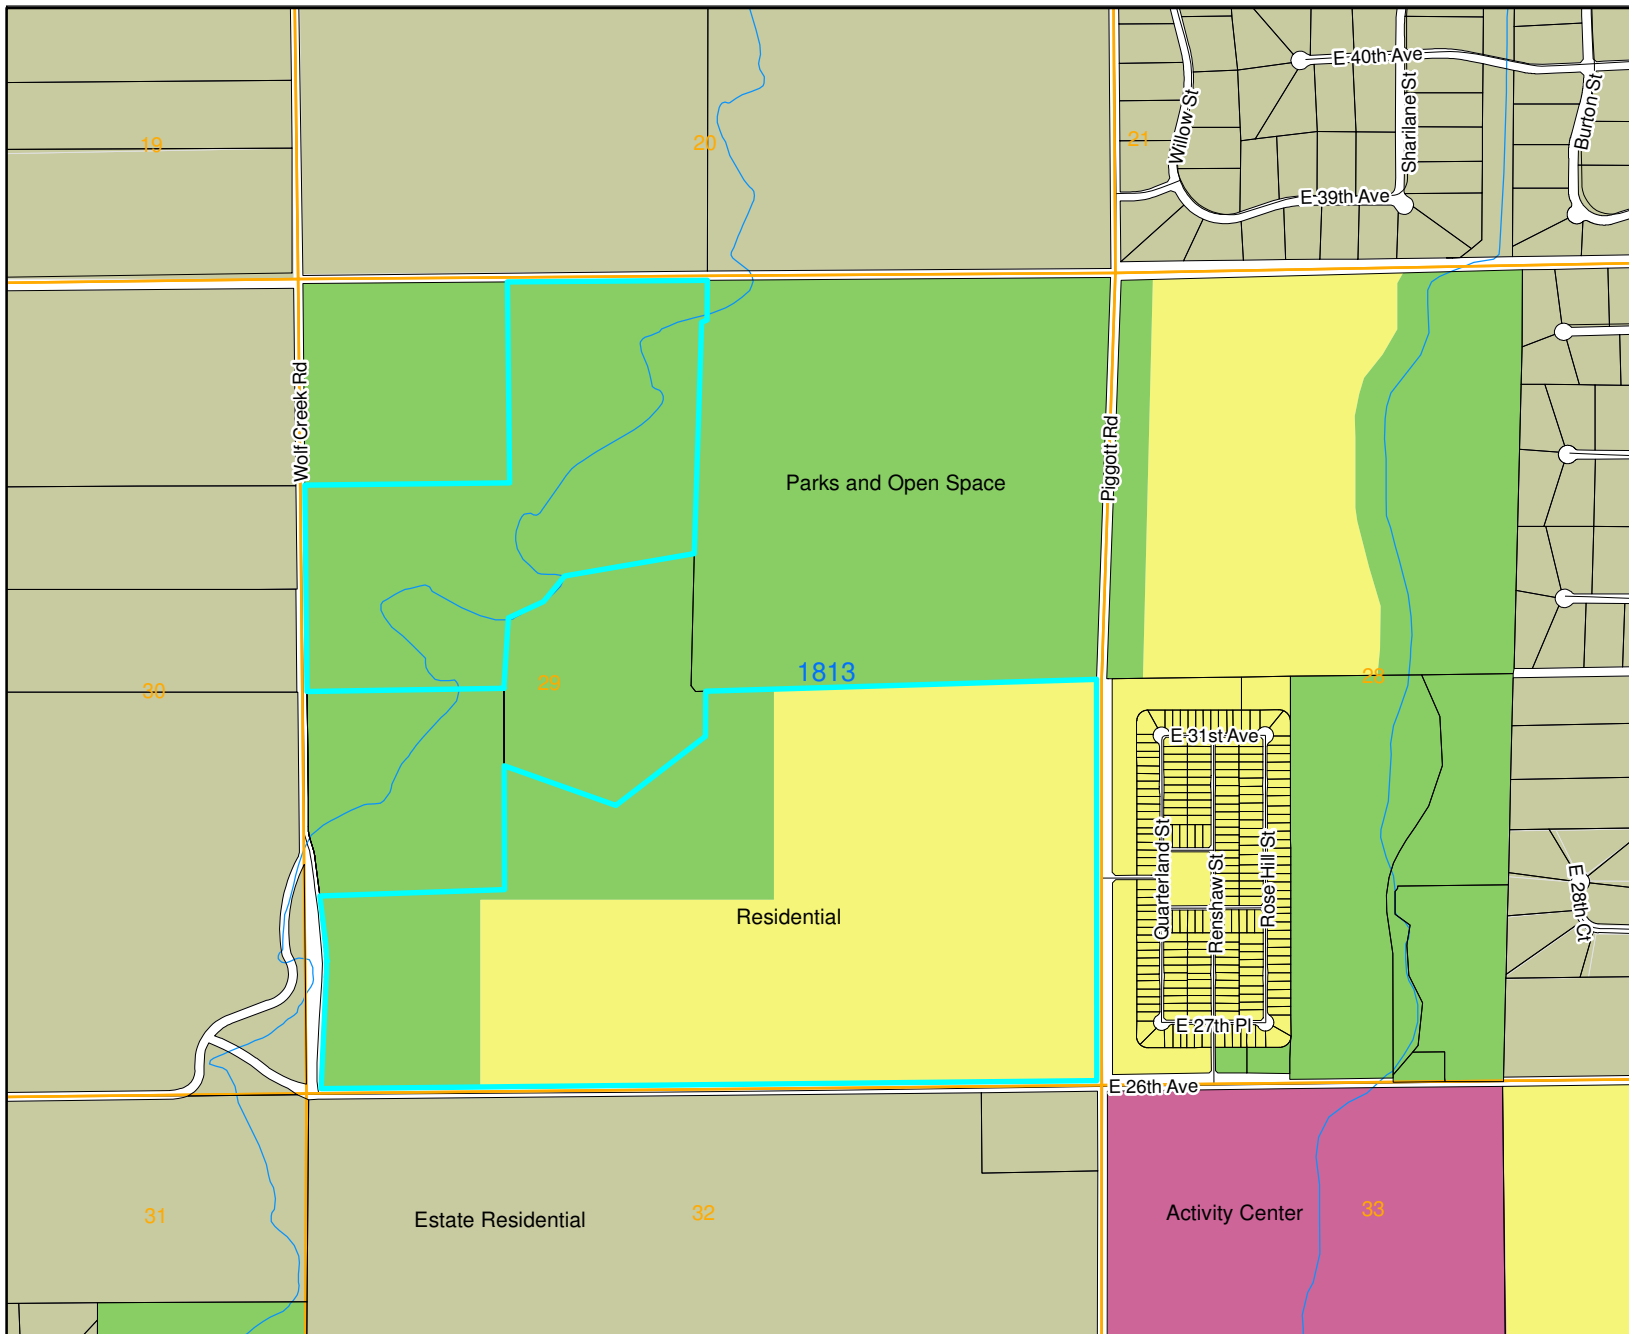 E 40th Ave
Willow St
Sharilane St
Burton St
19
20
21
E 39th Ave
Wolf Creek Rd
Piggott Rd
Parks and Open Space
1813
30
29
28
E 31st Ave
Quarterland St
Renshaw St
Rose Hill St
E 28th Ct
Residential
E 27th Pl
E 26th Ave
31
Estate Residential
32
Activity Center
33